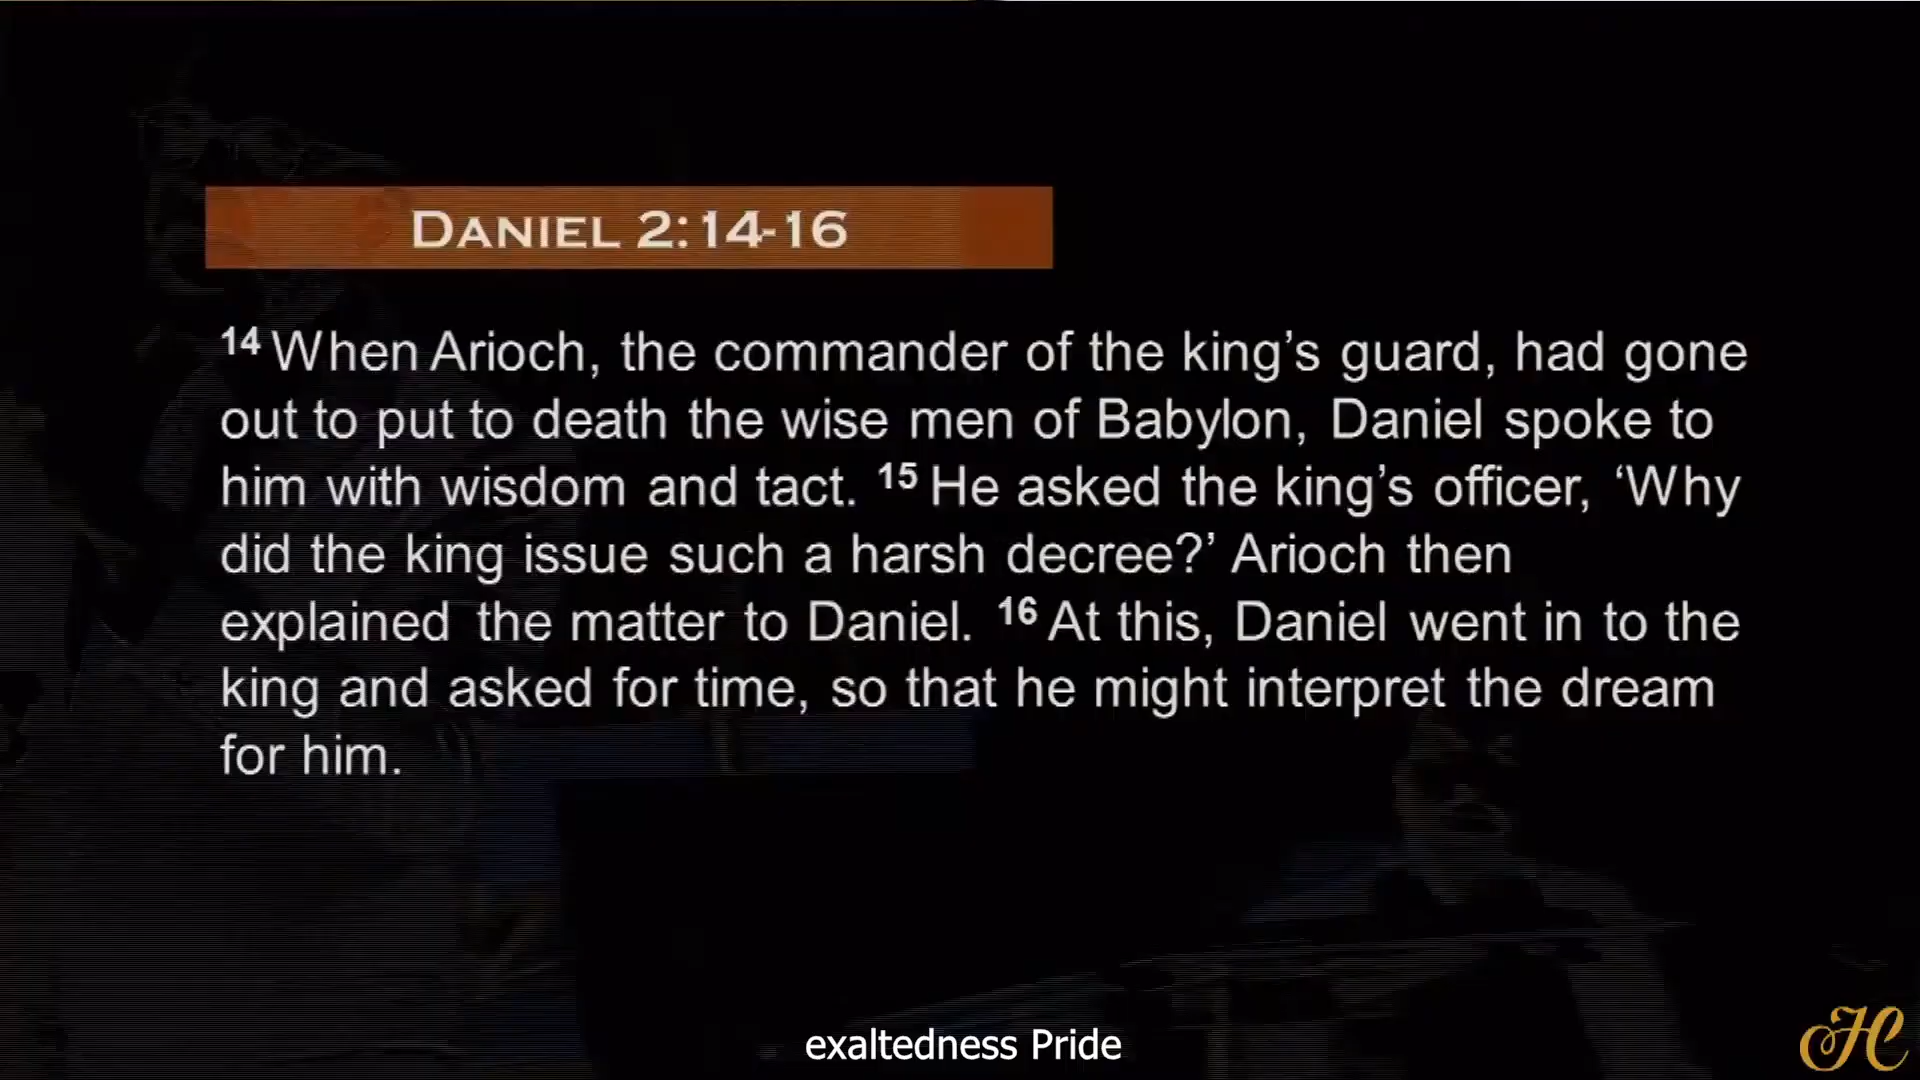 DANIEL 2:14-16
14 When Arioch, the commander of the king’s guard, had gone
out to put to death the wise men of Babylon, Daniel spoke to
him with wisdom and tact. 15 He asked the king’s officer, ‘Why
did the king issue such a harsh decree?’ Arioch then
explained the matter to Daniel. 16 At this, Daniel went in to the
king and asked for time, so that he might interpret the dream
for him.
exaltedness Pride
H